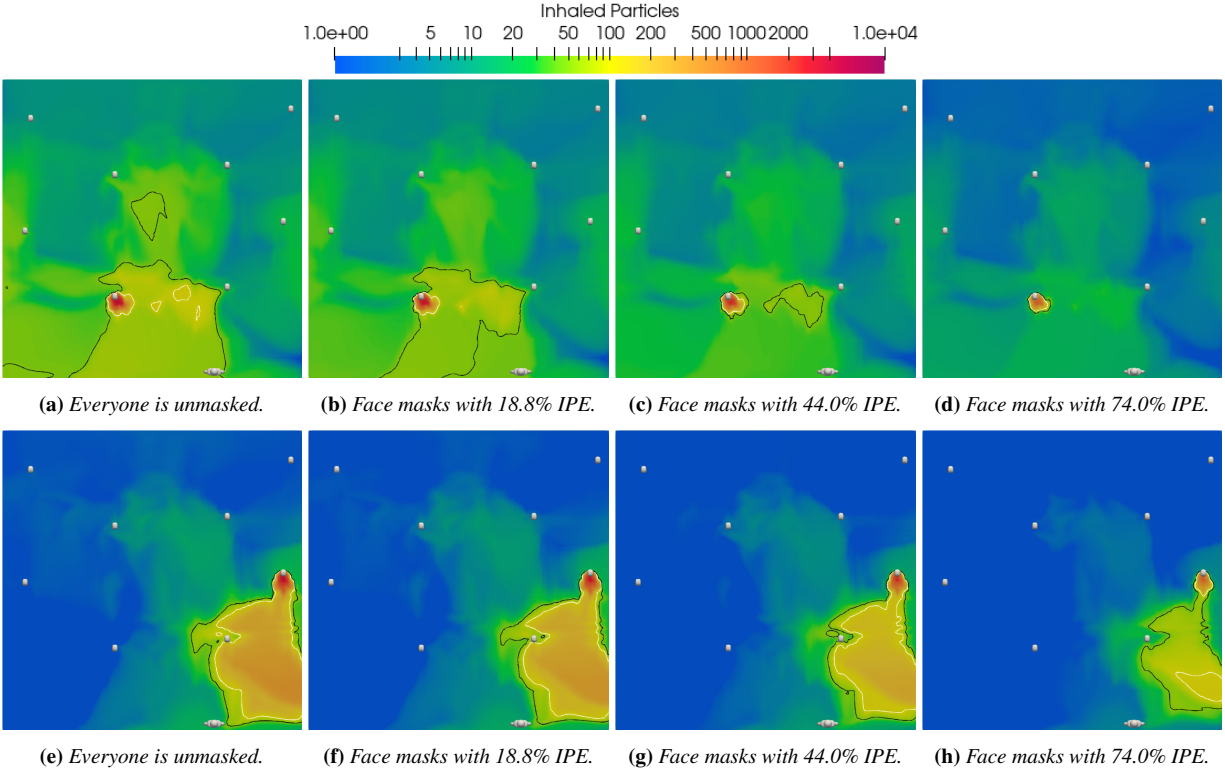 Inhaled Particles
1.0e+00 5 10 20 50 100 200 500 1000 2000 1.0e+04
(a) Everyone is unmasked. (b) Face masks with 18.8% IPE. (c) Face masks with 44.0% IPE. (d) Face masks with 74.0% IPE.
(e) Everyone is unmasked. (f) Face masks with 18.8% IPE. (g) Face masks with 44.0% IPE. (h) Face masks with 74.0% IPE.